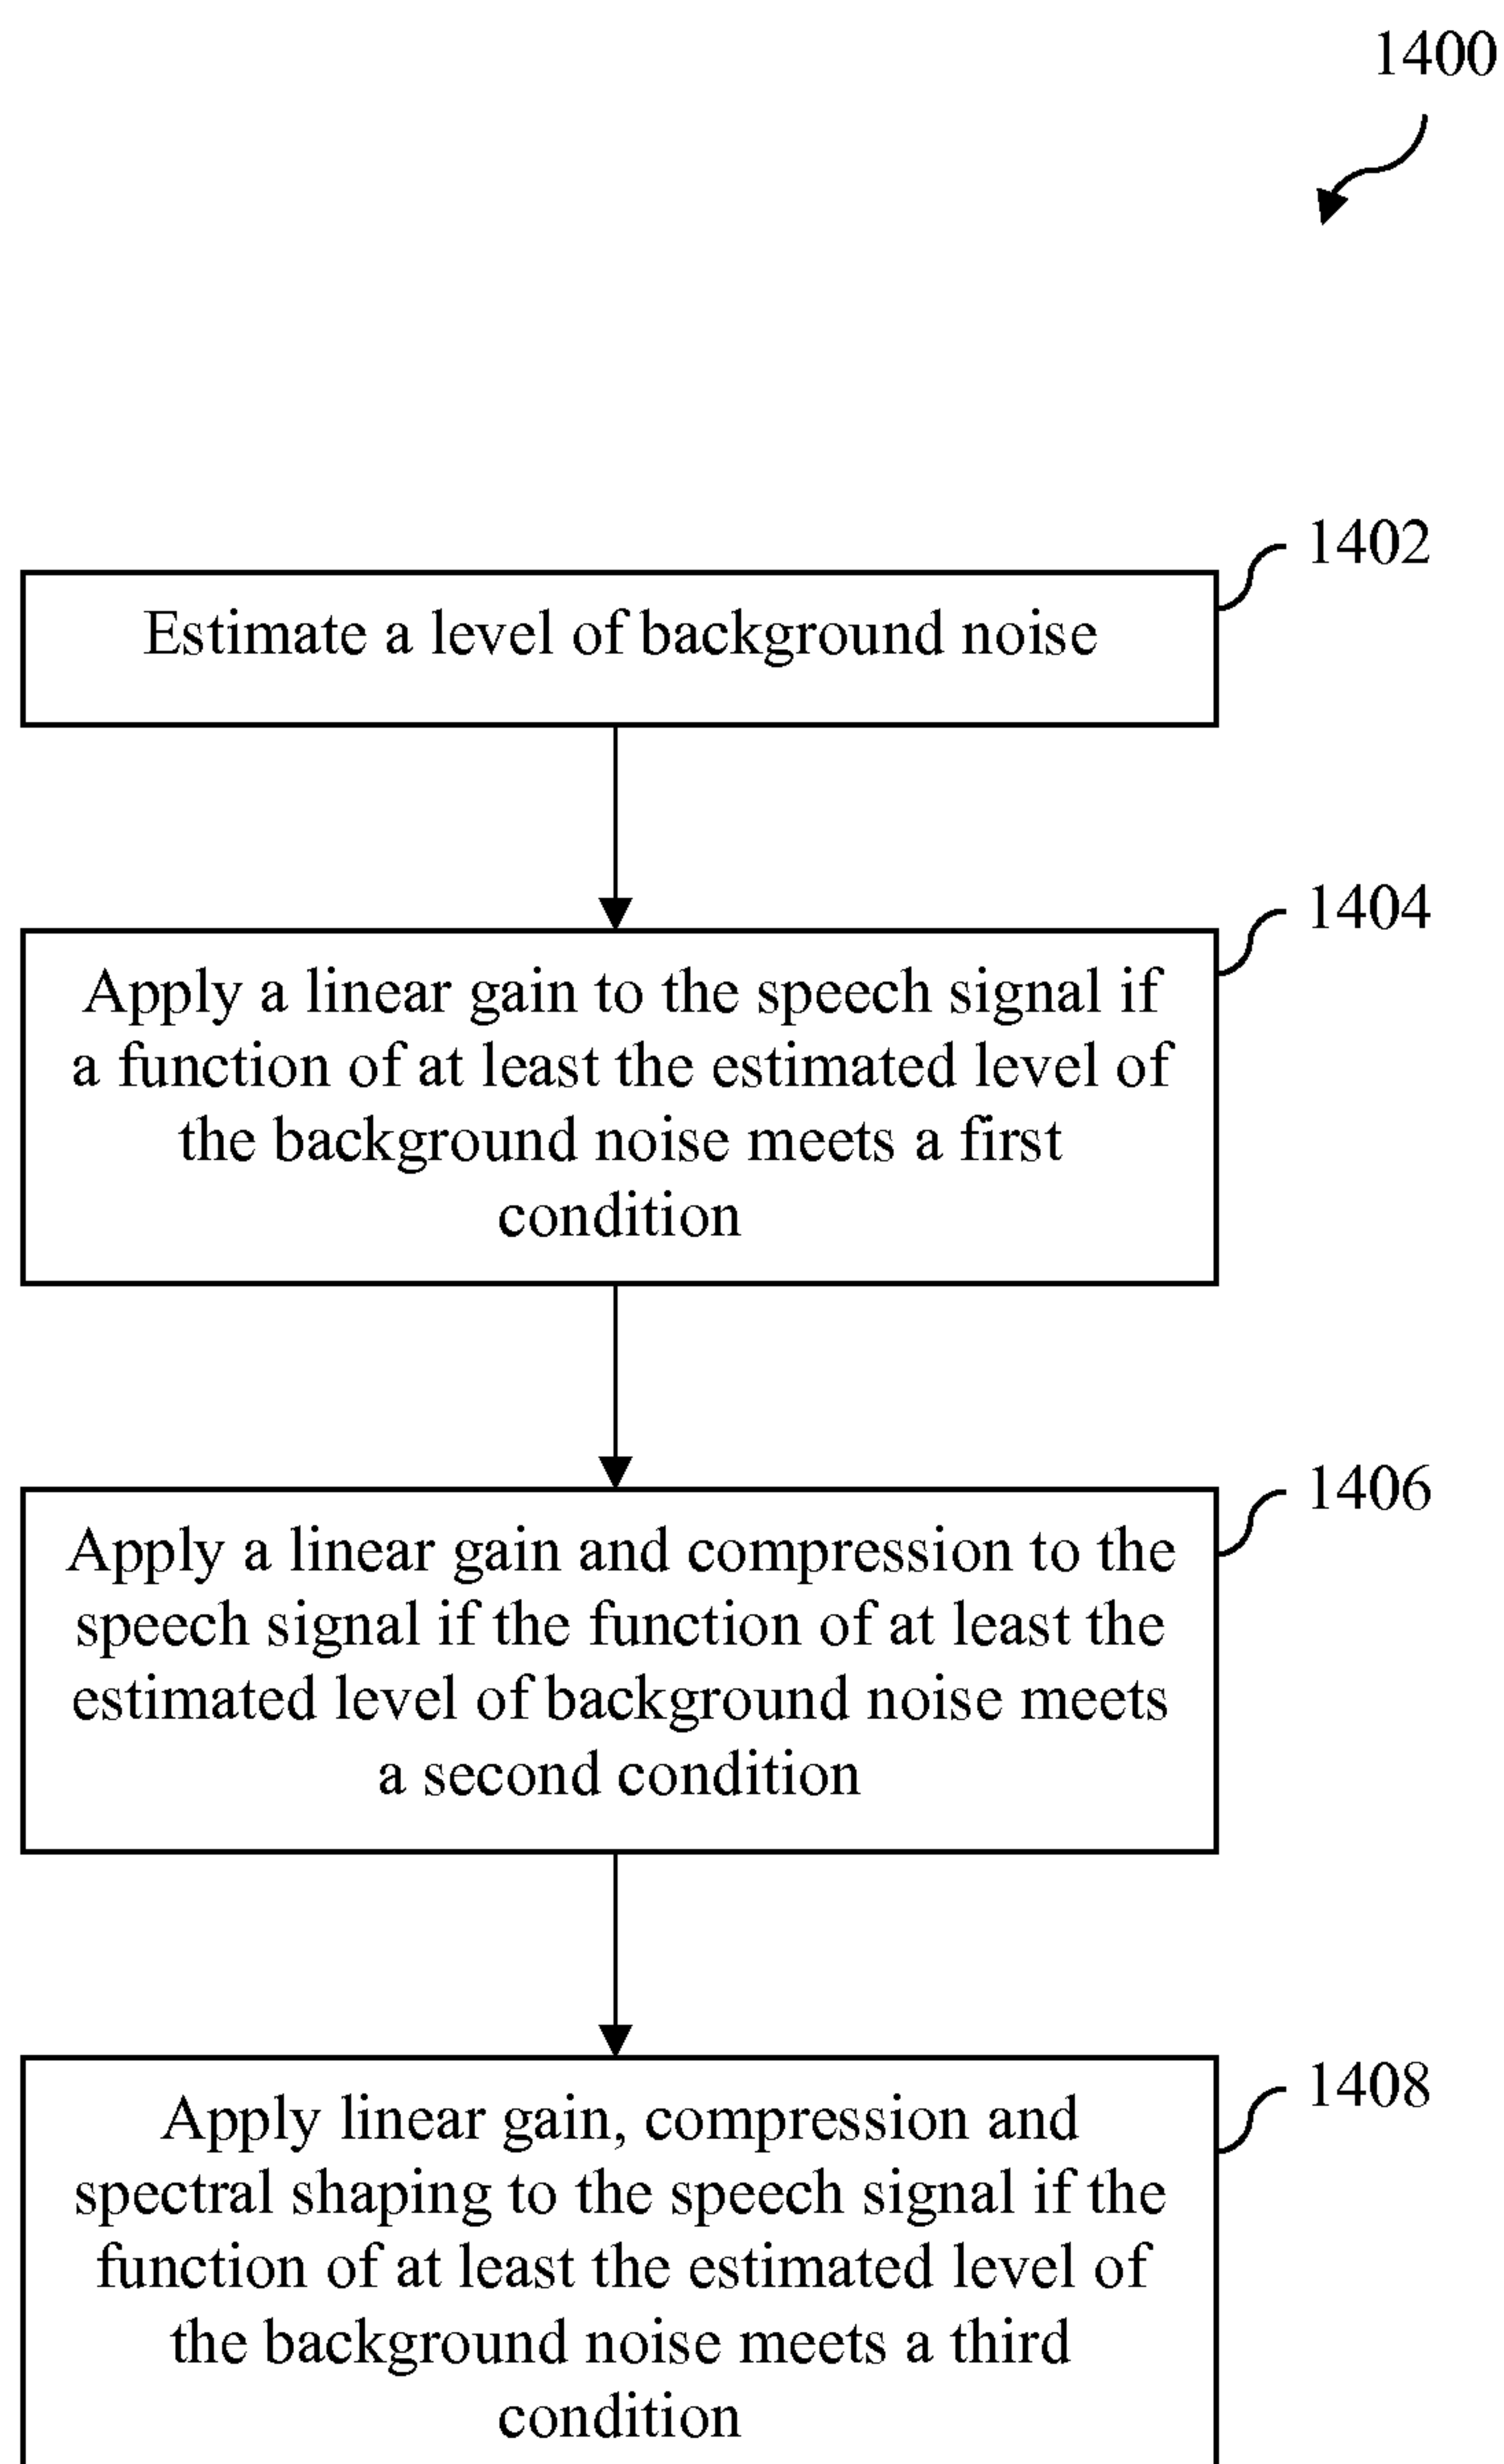 1400
1402
Estimate a level of background noise
1404
Apply a linear gain to the speech signal if
a function of at least the estimated level of
the background noise meets a first
condition
1406
Apply a linear gain and compression to the
speech signal if the function of at least the
estimated level of background noise meets
a second condition
1408
Apply linear gain, compression and
spectral shaping to the speech signal if the
function of at least the estimated level of
the background noise meets a third
condition